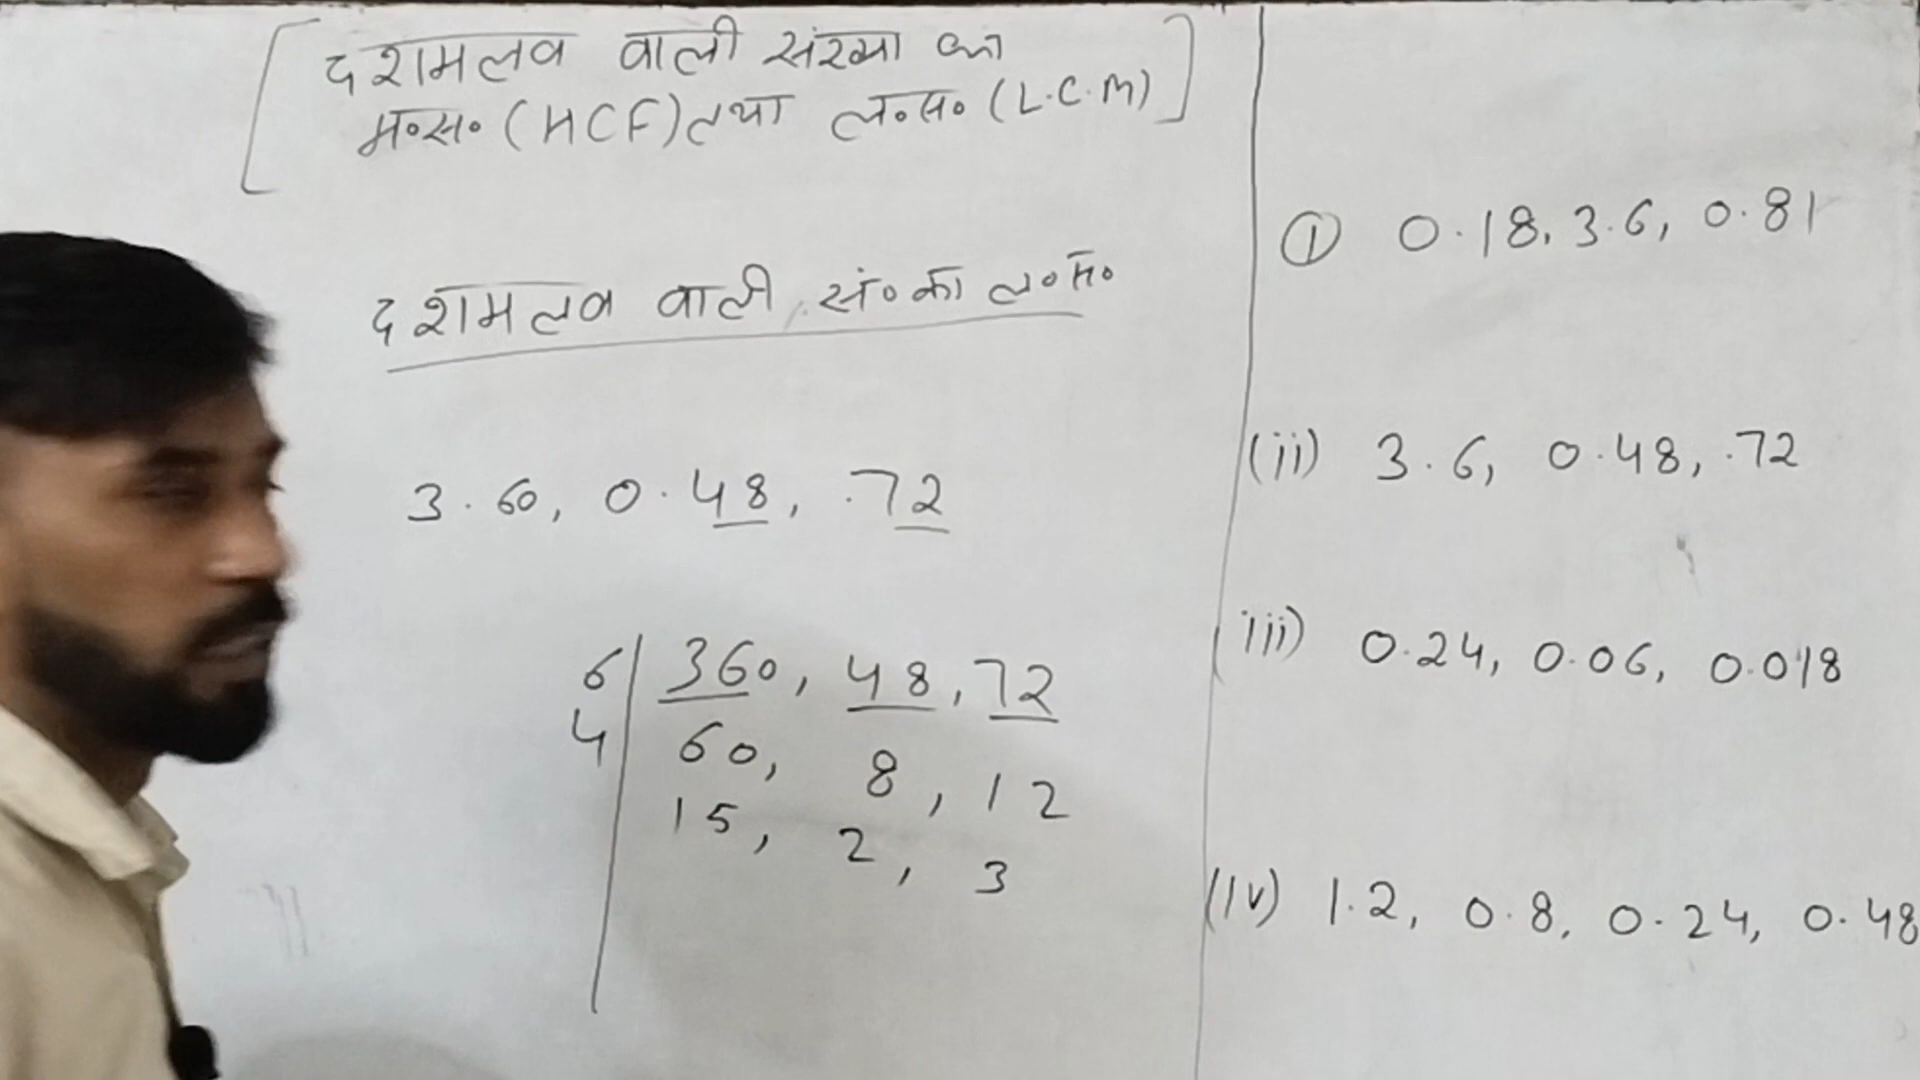 दशमलव वाली संख्या का
म०स० (HCF) तथा ल०स० (L.C.M)
दशमलव वाली सं० का ल०स०
3.60, 0.48, .72
6 | 360, 48, 72
4 | 60, 8, 12
15, 2, 3
① 0.18, 3.6, 0.81
(ii) 3.6, 0.48, .72
(iii) 0.24, 0.06, 0.018
(iv) 1.2, 0.8, 0.24, 0.48